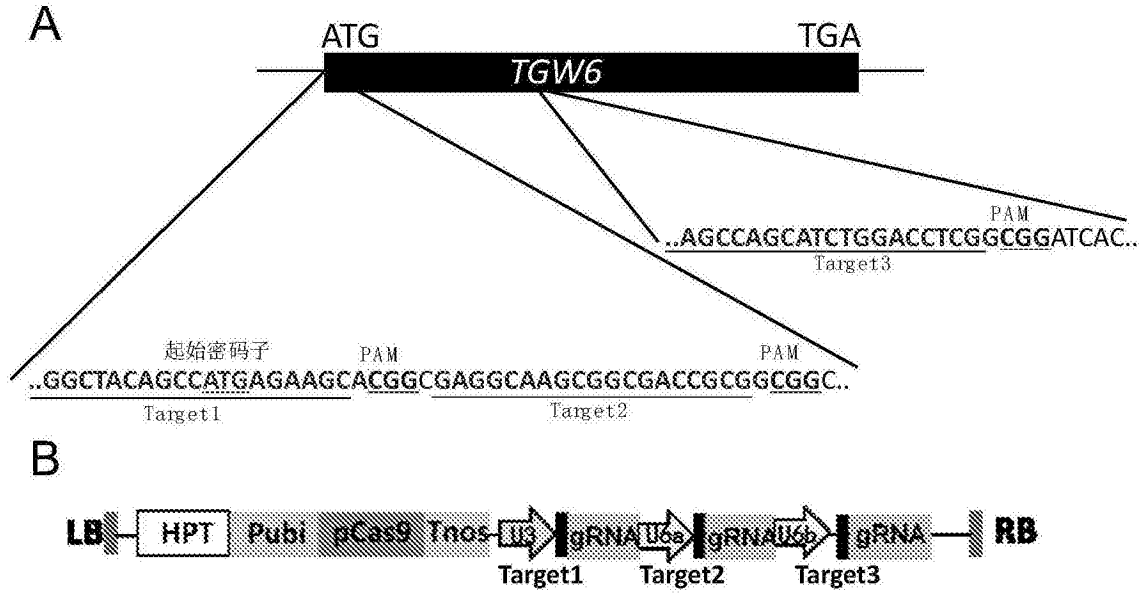 A
ATG TGA
TGW6
PAM
..AGCCAGCATCTGGACCTCGGCGGATCAC..
Target3
起始密码子 PAM PAM
..GGCTACAGCCATGAGAAGCACGGCGAGGCAAGCGGCGACCGCGGCGGC..
Target1 Target2
B
LB HPT Pubi pCas9 Tnos U3 gRNA U6a gRNA U6b gRNA RB
Target1 Target2 Target3